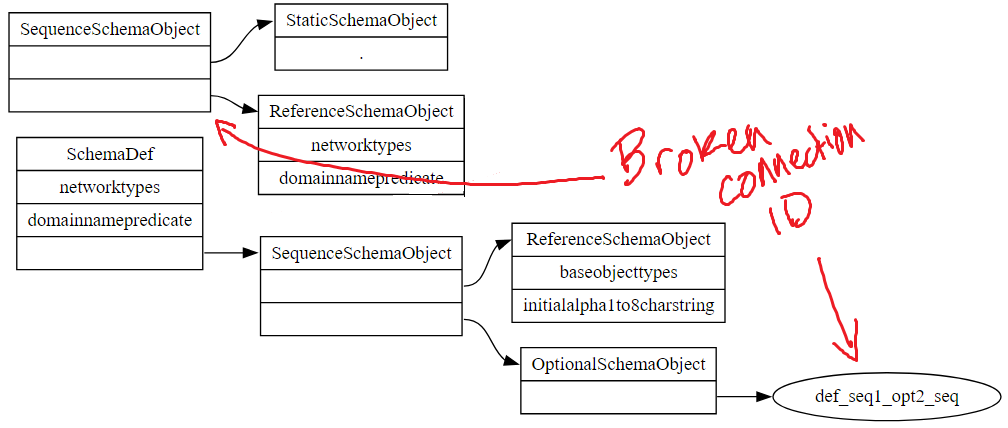 SequenceSchemaObject
StaticSchemaObject
.
ReferenceSchemaObject
networktypes
domainnamepredicate
SchemaDef
networktypes
domainnamepredicate
Broken
connection
ID
SequenceSchemaObject
ReferenceSchemaObject
baseobjecttypes
initialalpha1to8charstring
OptionalSchemaObject
def_seq1_opt2_seq